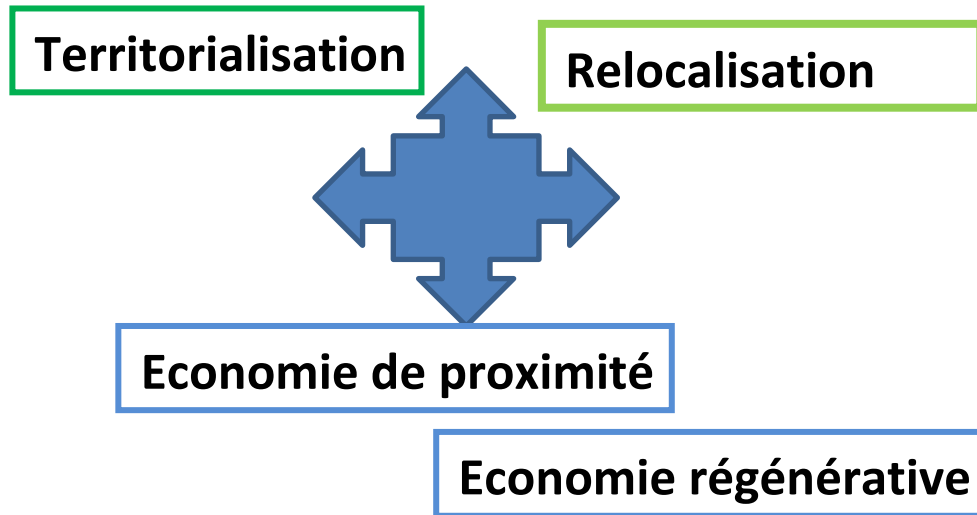 Territorialisation
Relocalisation
Economie de proximité
Economie régénérative